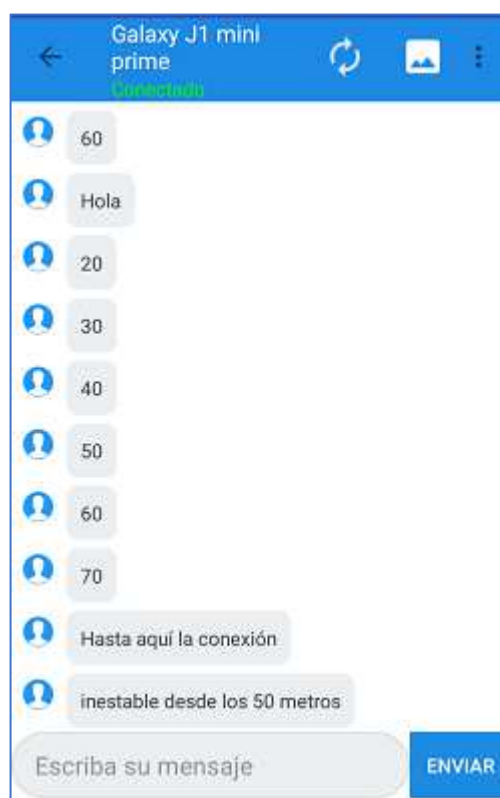 Galaxy J1 mini
prime
Conectado
60
Hola
20
30
40
50
60
70
Hasta aquí la conexión
inestable desde los 50 metros
Escriba su mensaje
ENVIAR